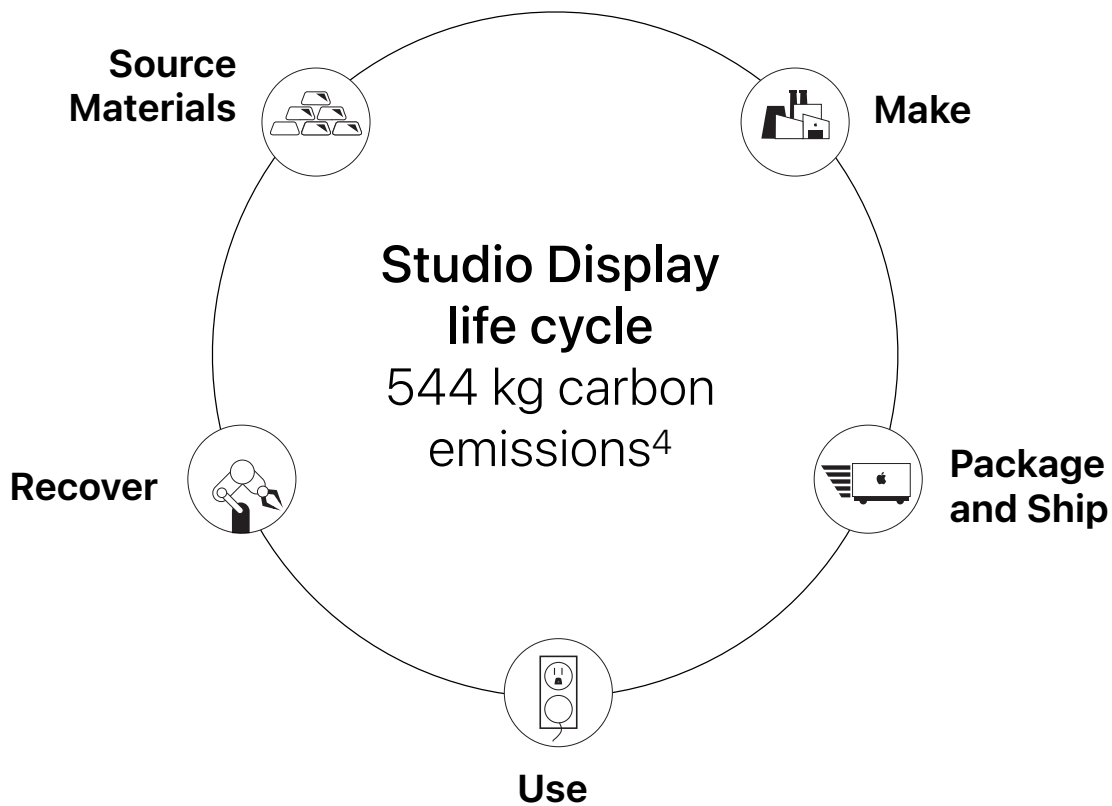 Source
Materials
Make
Studio Display
life cycle
544 kg carbon
emissions⁴
Recover
Package
and Ship
Use